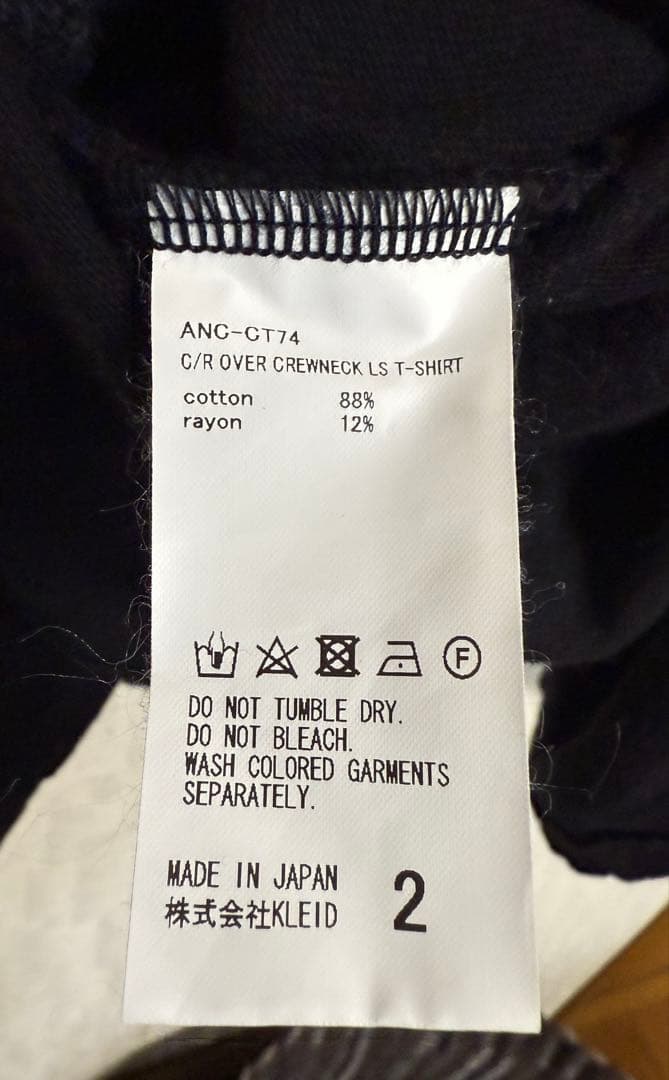 ANC-CT74
C/R OVER CREWNECK LS T-SHIRT
cotton 88%
rayon 12%
F
DO NOT TUMBLE DRY.
DO NOT BLEACH.
WASH COLORED GARMENTS
SEPARATELY.
MADE IN JAPAN
株式会社KLEID
2